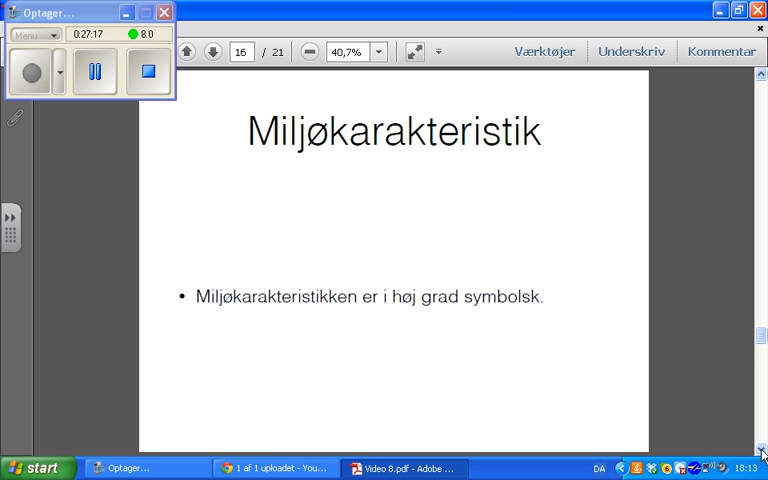 Optager...
Menu
0:27:17
8.0
16 / 21
40,7%
Værktøjer
Underskriv
Kommentar
Miljøkarakteristik
• Miljøkarakteristikken er i høj grad symbolsk.
start
Optager...
1 af 1 uploadet - You...
Video 8.pdf - Adobe ...
DA
18:13